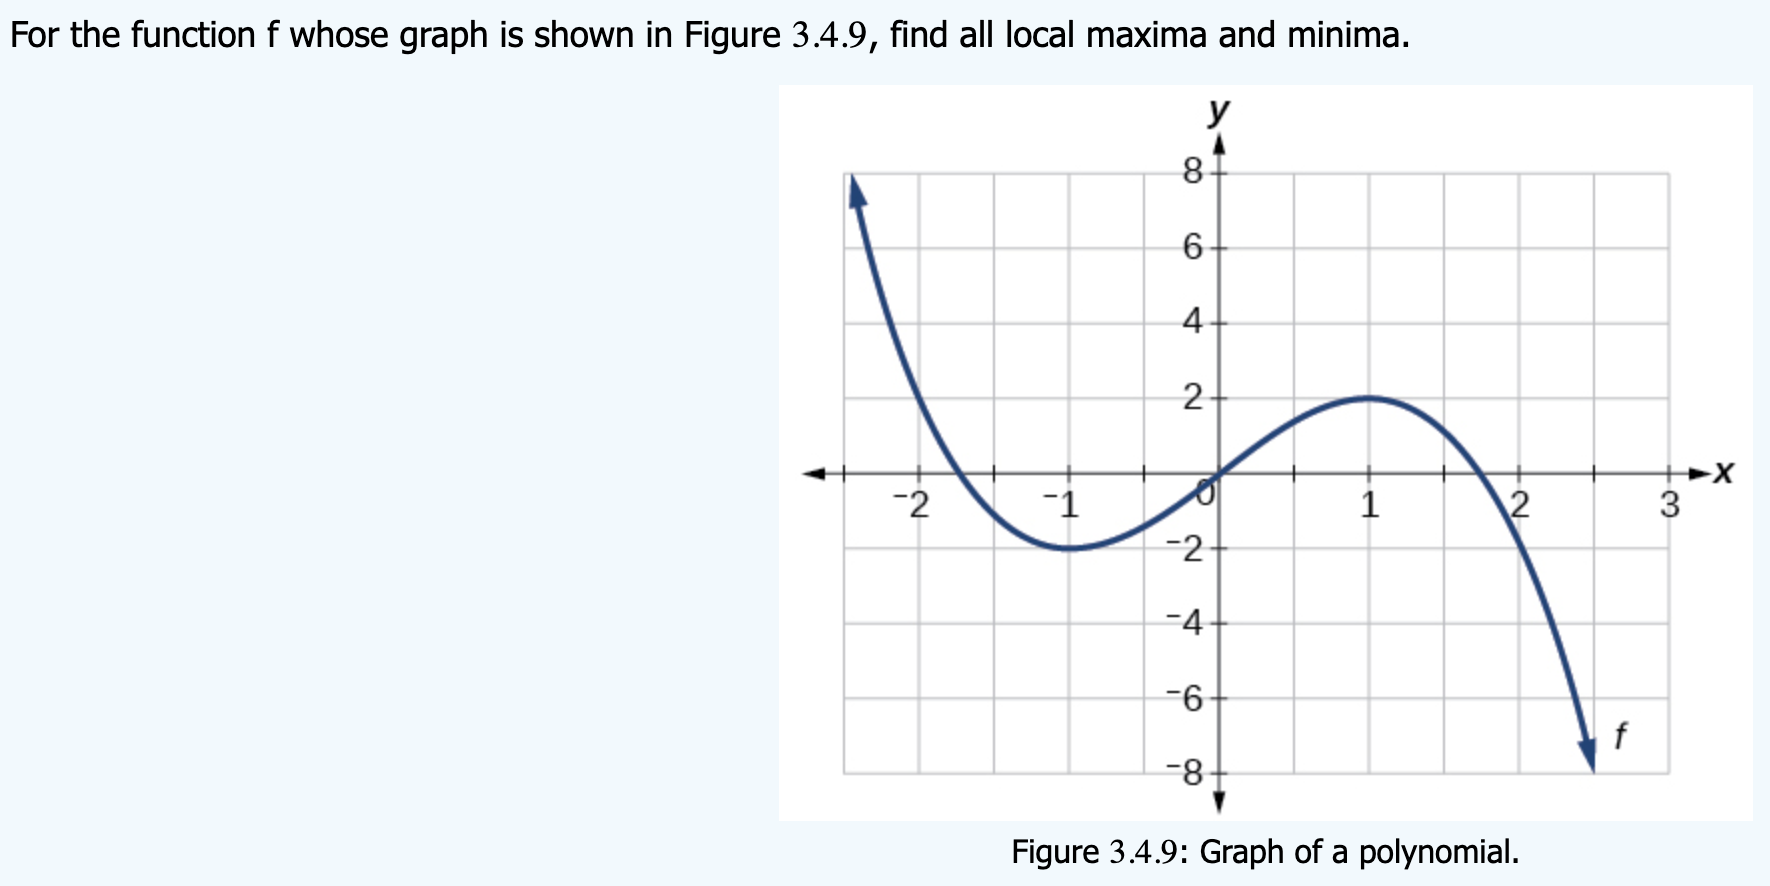 For the function f whose graph is shown in Figure 3.4.9, find all local maxima and minima.
y
8
6
4
2
0
-2
-1
1
2
3
x
-2
-4
-6
-8
f
Figure 3.4.9: Graph of a polynomial.